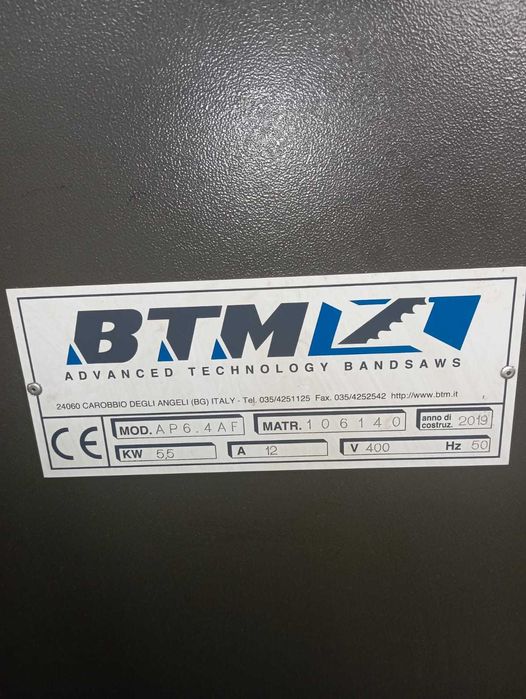 BTM
ADVANCED TECHNOLOGY BANDSAWS
24060 CAROBBIO DEGLI ANGELI (BG) ITALY - Tel. 035/4251125 Fax. 035/4252542 http://www.btm.it
CE MOD. AP6.4AF MATR. 106140 anno di costruz. 2019
KW 5,5 A 12 V 400 Hz 50